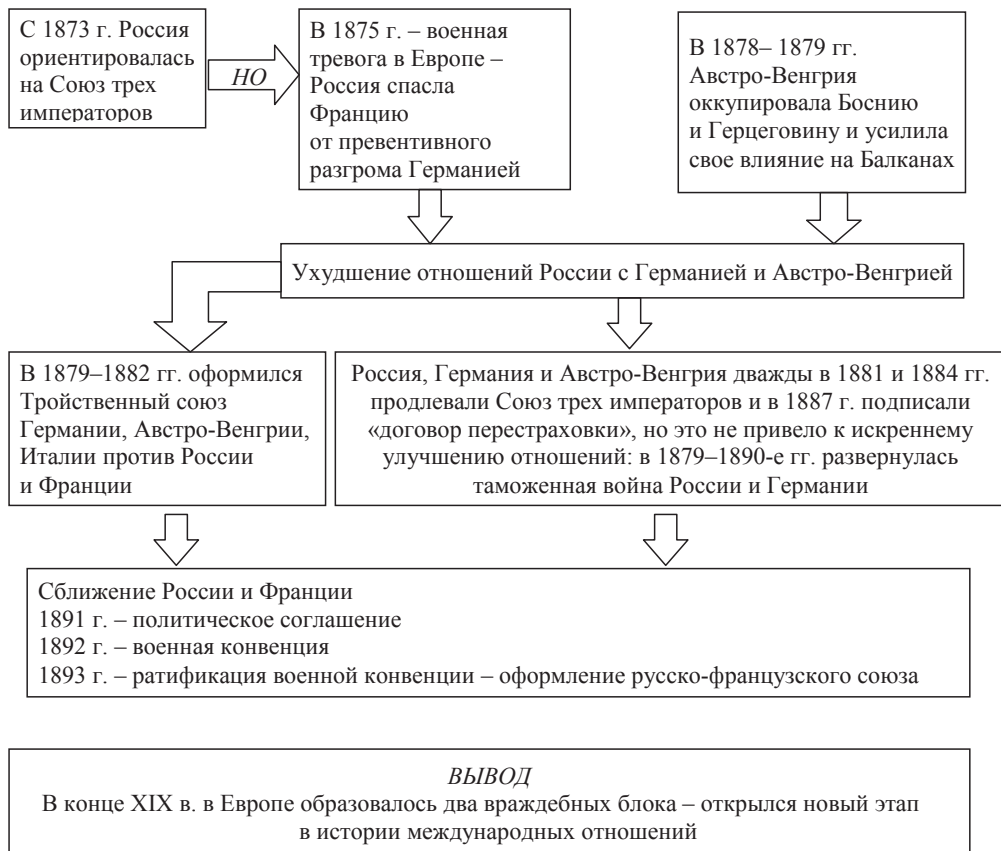 С 1873 г. Россия
ориентировалась
на Союз трех
императоров
НО
В 1875 г. – военная
тревога в Европе –
Россия спасла
Францию
от превентивного
разгрома Германией
В 1878– 1879 гг.
Австро-Венгрия
оккупировала Боснию
и Герцеговину и усилила
свое влияние на Балканах
Ухудшение отношений России с Германией и Австро-Венгрией
В 1879–1882 гг. оформился
Тройственный союз
Германии, Австро-Венгрии,
Италии против России
и Франции
Россия, Германия и Австро-Венгрия дважды в 1881 и 1884 гг.
продлевали Союз трех императоров и в 1887 г. подписали
«договор перестраховки», но это не привело к искреннему
улучшению отношений: в 1879–1890-е гг. развернулась
таможенная война России и Германии
Сближение России и Франции
1891 г. – политическое соглашение
1892 г. – военная конвенция
1893 г. – ратификация военной конвенции – оформление русско-французского союза
ВЫВОД
В конце XIX в. в Европе образовалось два враждебных блока – открылся новый этап
в истории международных отношений